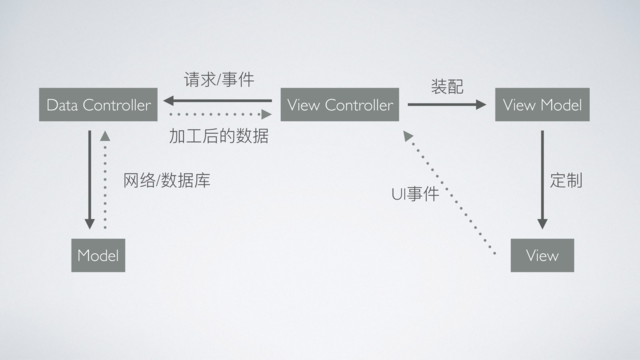 请求/事件
装配
Data Controller
View Controller
View Model
加工后的数据
网络/数据库
UI事件
定制
Model
View